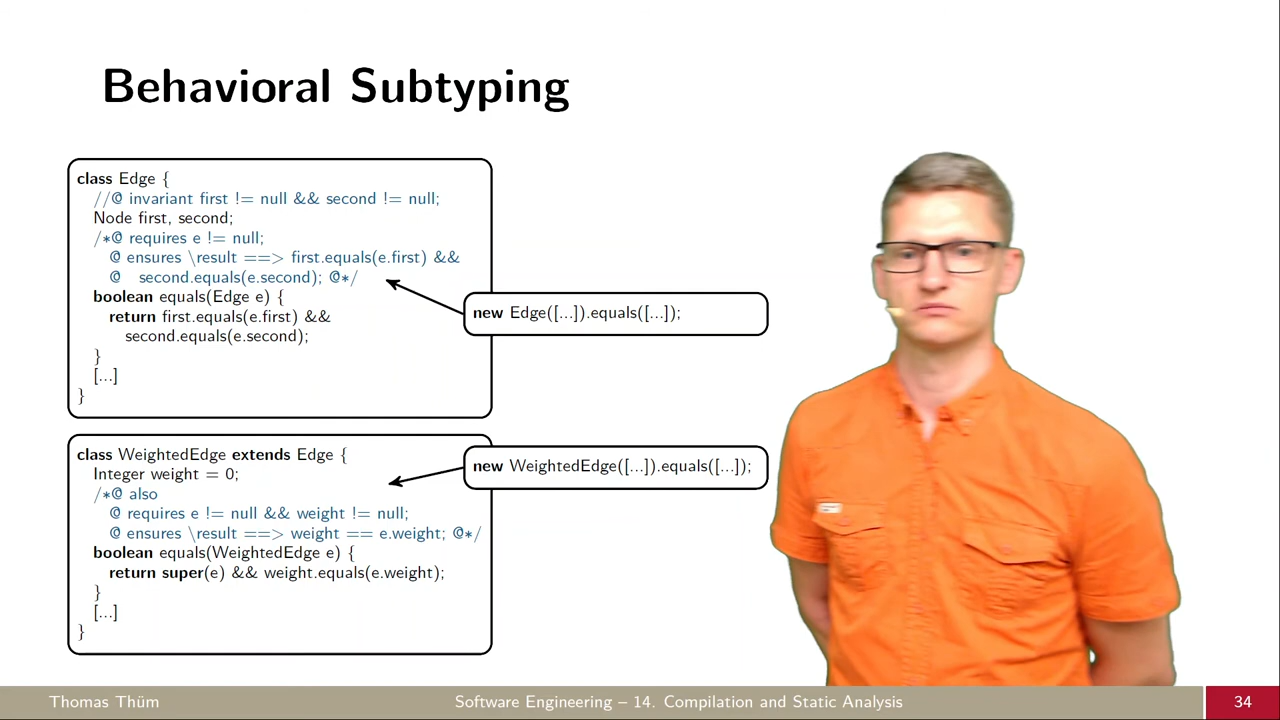 Behavioral Subtyping
class Edge {
//@ invariant first != null && second != null;
Node first, second;
/*@ requires e != null;
@ ensures \result ==> first.equals(e.first) &&
@ second.equals(e.second); @*/
boolean equals(Edge e) {
return first.equals(e.first) &&
second.equals(e.second);
}
[...]
}
new Edge([...]).equals([...]);
class WeightedEdge extends Edge {
Integer weight = 0;
/*@ also
@ requires e != null && weight != null;
@ ensures \result ==> weight == e.weight; @*/
boolean equals(WeightedEdge e) {
return super(e) && weight.equals(e.weight);
}
[...]
}
new WeightedEdge([...]).equals([...]);
Thomas Thüm
Software Engineering – 14. Compilation and Static Analysis
34